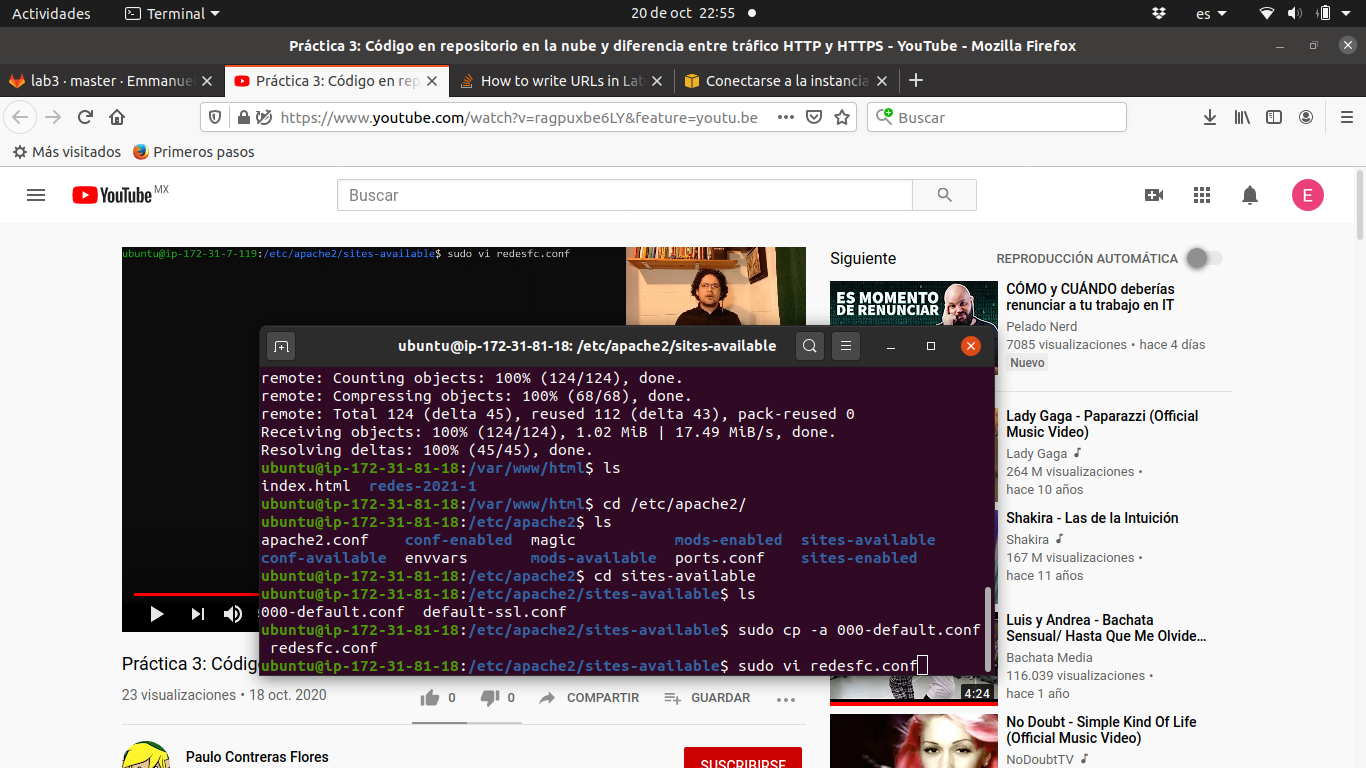 Actividades
Terminal
20 de oct 22:55
es
Práctica 3: Código en repositorio en la nube y diferencia entre tráfico HTTP y HTTPS - YouTube - Mozilla Firefox
lab3 · master · Emmanue
Práctica 3: Código en rep
How to write URLs in Lat
Conectarse a la instancia
https://www.youtube.com/watch?v=ragpuxbe6LY&feature=youtu.be
Buscar
Más visitados
Primeros pasos
YouTube MX
Buscar
E
ubuntu@ip-172-31-7-119:/etc/apache2/sites-available$ sudo vi redesfc.conf
Siguiente
REPRODUCCIÓN AUTOMÁTICA
ES MOMENTO
DE RENUNCIAR
CÓMO y CUÁNDO deberías
renunciar a tu trabajo en IT
Pelado Nerd
7085 visualizaciones • hace 4 días
Nuevo
Lady Gaga - Paparazzi (Official
Music Video)
Lady Gaga
264 M visualizaciones •
hace 10 años
Shakira - Las de la Intuición
Shakira
167 M visualizaciones •
hace 11 años
Luis y Andrea - Bachata
Sensual/ Hasta Que Me Olvide…
Bachata Media
116.039 visualizaciones •
hace 1 año
4:24
No Doubt - Simple Kind Of Life
(Official Music Video)
NoDoubtTV
ubuntu@ip-172-31-81-18: /etc/apache2/sites-available
remote: Counting objects: 100% (124/124), done.
remote: Compressing objects: 100% (68/68), done.
remote: Total 124 (delta 45), reused 112 (delta 43), pack-reused 0
Receiving objects: 100% (124/124), 1.02 MiB | 17.49 MiB/s, done.
Resolving deltas: 100% (45/45), done.
ubuntu@ip-172-31-81-18:/var/www/html$ ls
index.html redes-2021-1
ubuntu@ip-172-31-81-18:/var/www/html$ cd /etc/apache2/
ubuntu@ip-172-31-81-18:/etc/apache2$ ls
apache2.conf conf-enabled magic mods-enabled sites-available
conf-available envvars mods-available ports.conf sites-enabled
ubuntu@ip-172-31-81-18:/etc/apache2$ cd sites-available
ubuntu@ip-172-31-81-18:/etc/apache2/sites-available$ ls
000-default.conf default-ssl.conf
ubuntu@ip-172-31-81-18:/etc/apache2/sites-available$ sudo cp -a 000-default.conf
redesfc.conf
ubuntu@ip-172-31-81-18:/etc/apache2/sites-available$ sudo vi redesfc.conf
Práctica 3: Códig
23 visualizaciones • 18 oct. 2020
0
0
COMPARTIR
GUARDAR
Paulo Contreras Flores
SUSCRIBIRSE